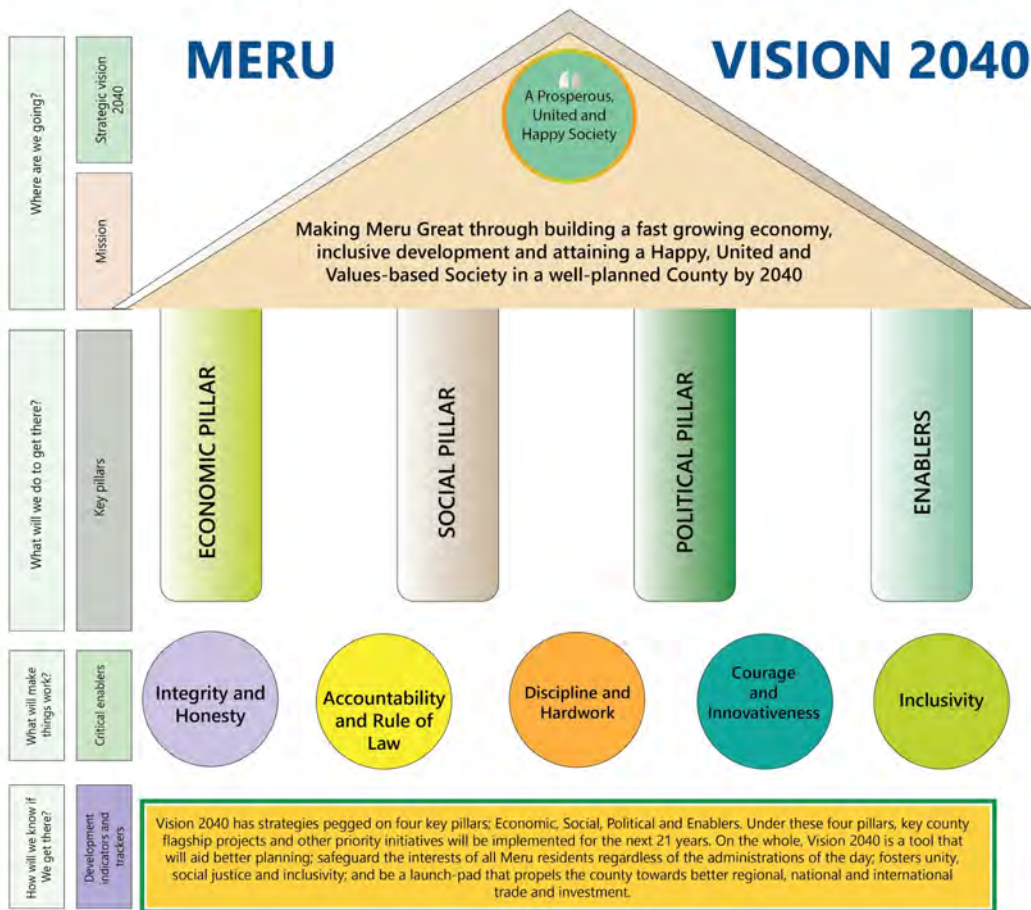 MERU
VISION 2040
A Prosperous,
United and
Happy Society
Where are we going?
Strategic vision
2040
Mission
Making Meru Great through building a fast growing economy,
inclusive development and attaining a Happy, United and
Values-based Society in a well-planned County by 2040
What will we do to get there?
Key pillars
ECONOMIC PILLAR
SOCIAL PILLAR
POLITICAL PILLAR
ENABLERS
What will make
things work?
Critical enablers
Integrity and
Honesty
Accountability
and Rule of
Law
Discipline and
Hardwork
Courage
and
Innovativeness
Inclusivity
How will we know if
We get there?
Development
indicators and
trackers
Vision 2040 has strategies pegged on four key pillars; Economic, Social, Political and Enablers. Under these four pillars, key county
flagship projects and other priority initiatives will be implemented for the next 21 years. On the whole, Vision 2040 is a tool that
will aid better planning; safeguard the interests of all Meru residents regardless of the administrations of the day; fosters unity,
social justice and inclusivity; and be a launch-pad that propels the county towards better regional, national and international
trade and investment.